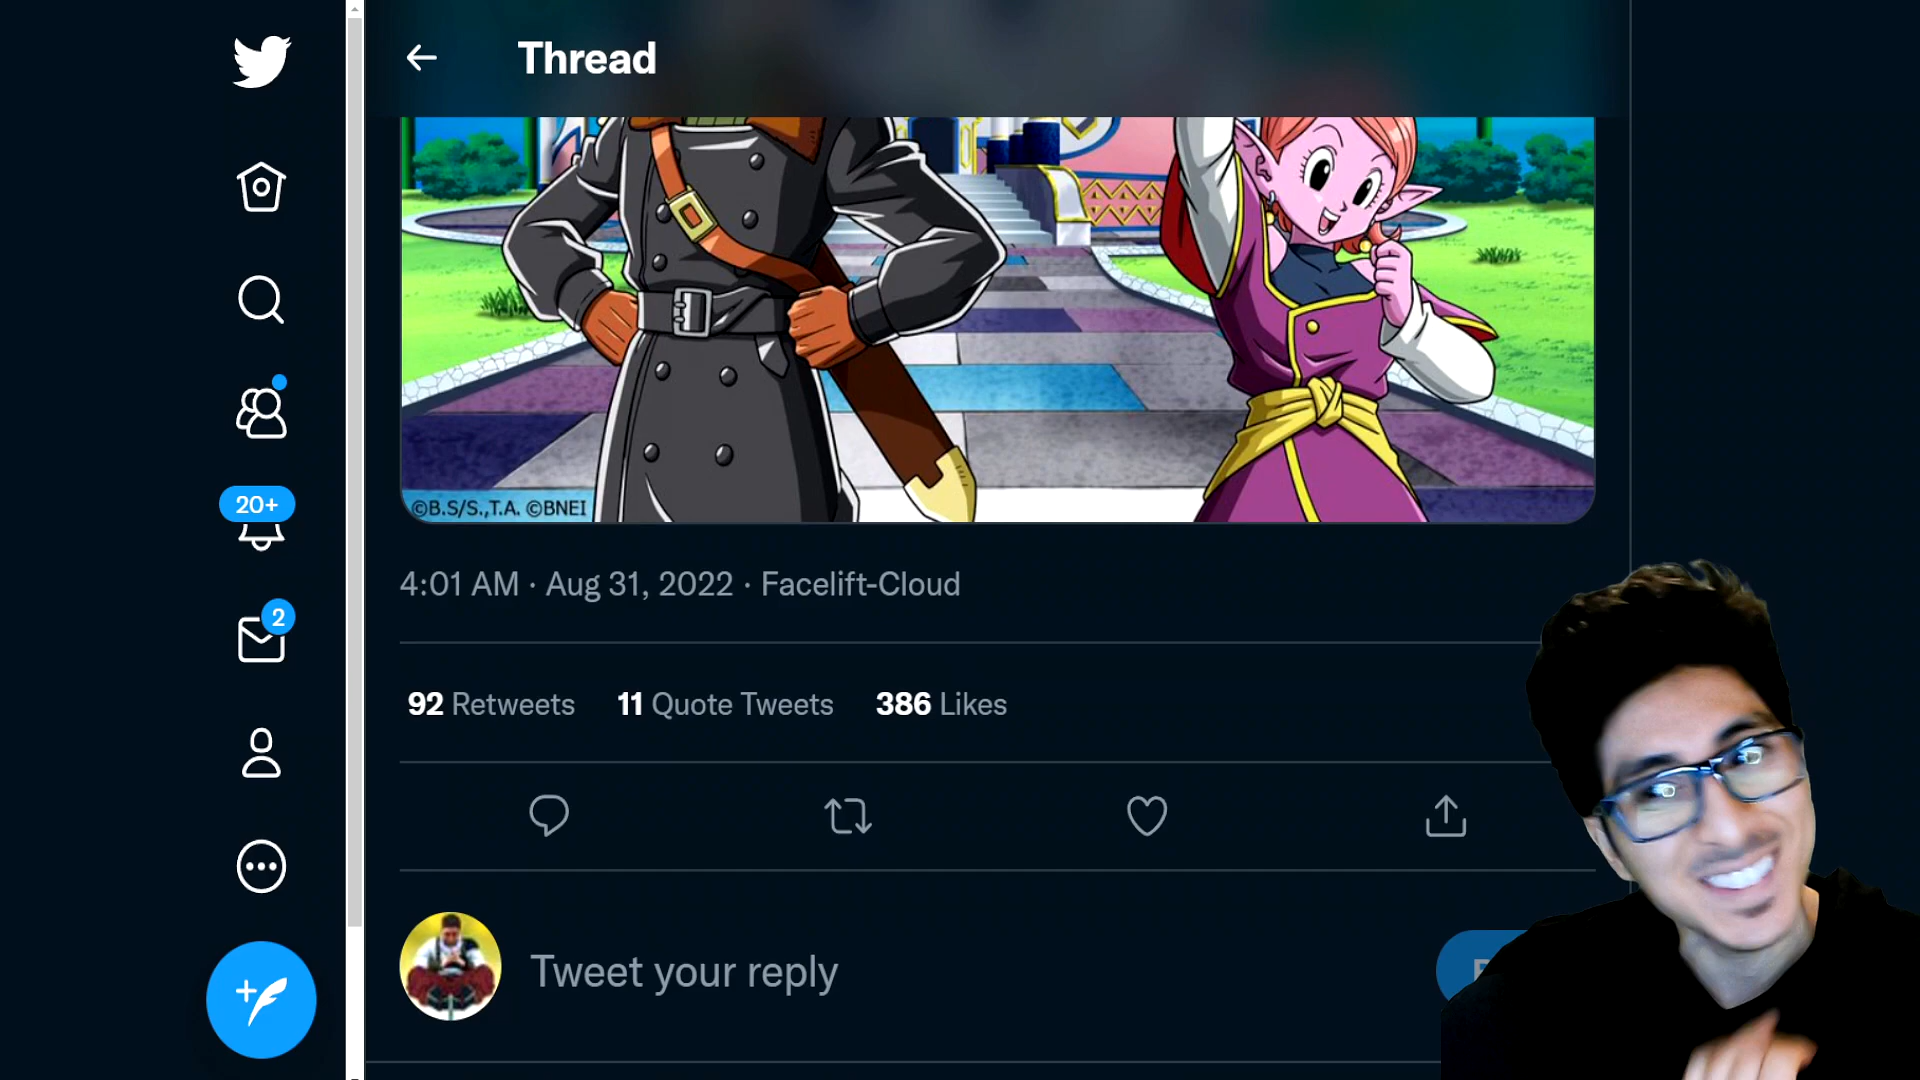 Thread
20+
2
©B.S/S.,T.A. ©BNEI
4:01 AM · Aug 31, 2022 · Facelift-Cloud
92 Retweets 11 Quote Tweets 386 Likes
Tweet your reply